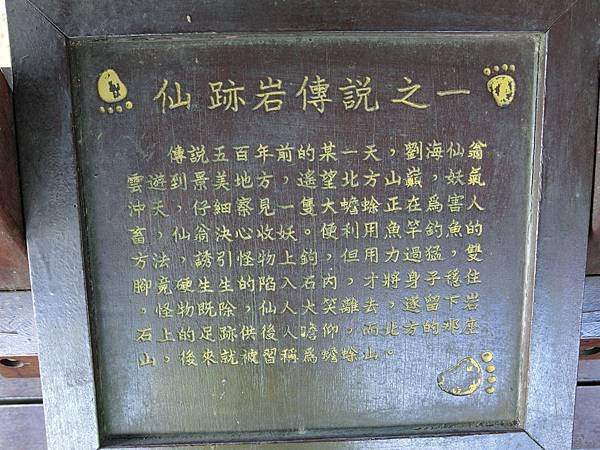 仙跡岩傳説之一
傳説五百年前的某一天，劉海仙翁
雲遊到景美地方，遙望北方山巔，妖氣
沖天，仔細察見一隻大蟾蜍正在為害人
畜，仙翁決心收妖。便利用魚竿釣魚的
方法，誘引怪物上鈎，但用力過猛，雙
腳竟硬生生的陷入石內，才將身子穩住
。怪物既除，仙人大笑離去，遂留下岩
石上的足跡供後人瞻仰。而北方的那座
山，後來就被習稱為蟾蜍山。